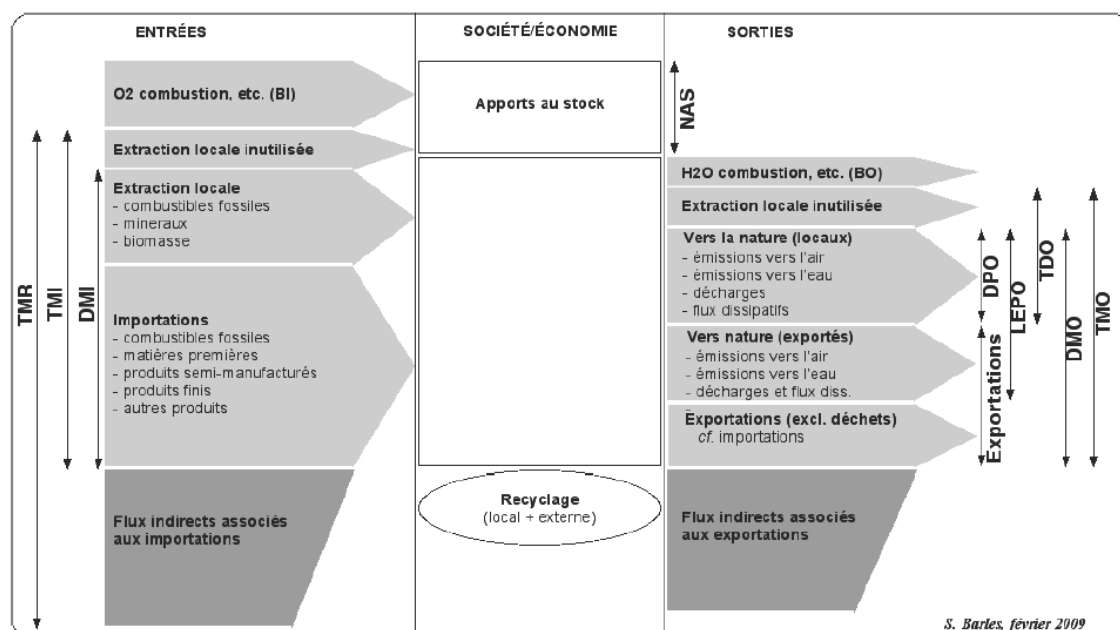 ENTRÉES
SOCIÉTÉ/ÉCONOMIE
SORTIES
O2 combustion, etc. (BI)
Extraction locale inutilisée
Extraction locale
- combustibles fossiles
- mineraux
- biomasse
Importations
- combustibles fossiles
- matières premières
- produits semi-manufacturés
- produits finis
- autres produits
Flux indirects associés
aux importations
TMR
TMI
DMI
Apports au stock
Recyclage
(local + externe)
NAS
H2O combustion, etc. (BO)
Extraction locale inutilisée
Vers la nature (locaux)
- émissions vers l'air
- émissions vers l'eau
- décharges
- flux dissipatifs
Vers nature (exportés)
- émissions vers l'air
- émissions vers l'eau
- décharges et flux diss.
Exportations (excl. déchets)
cf. importations
Flux indirects associés
aux exportations
DPO
LEPO
TDO
DMO
TMO
Exportations
S. Barles, février 2009